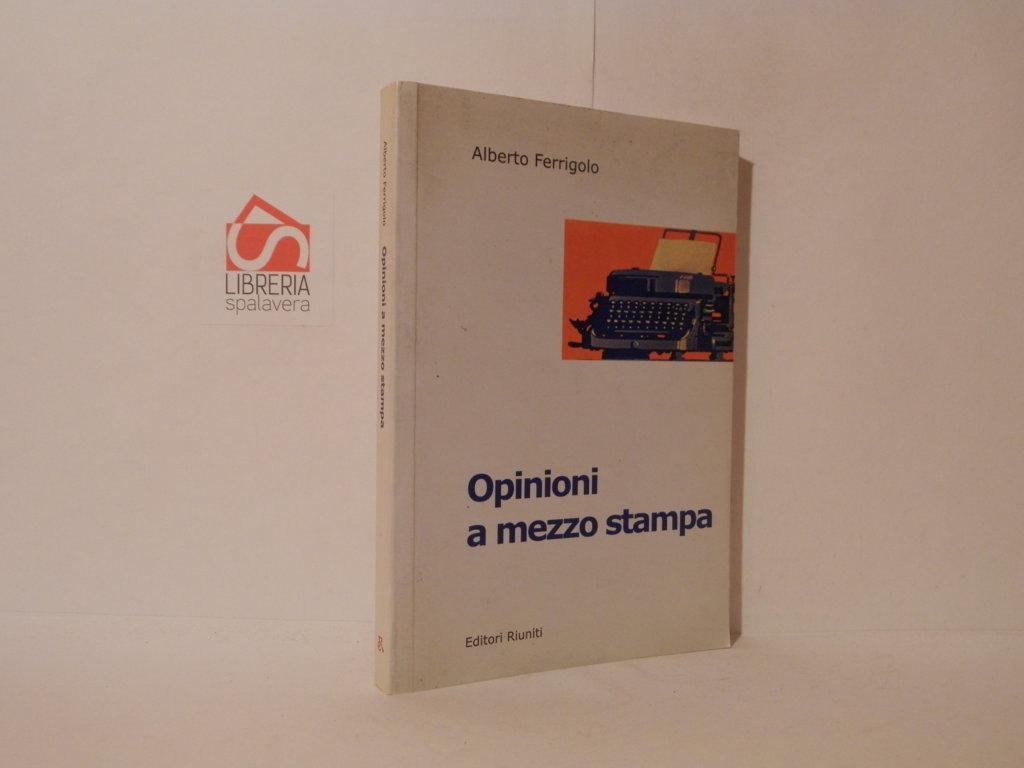 Alberto Ferrigolo
Opinioni
a mezzo stampa
Editori Riuniti
Alberto Ferrigolo Opinioni a mezzo stampa
LIBRERIA
spalavera